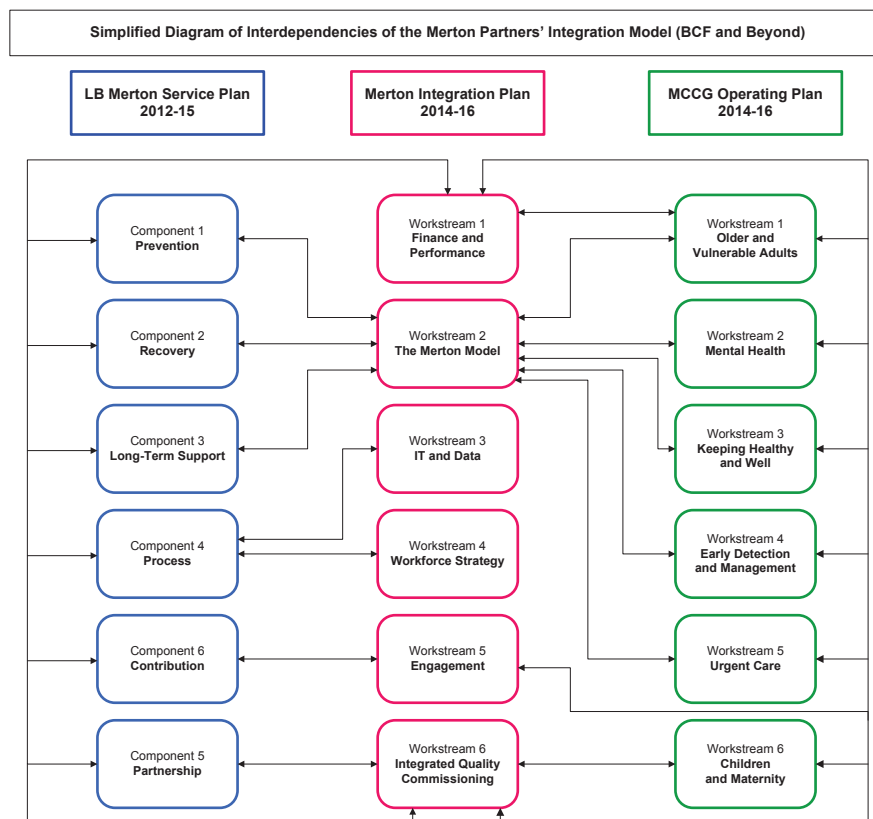 Simplified Diagram of Interdependencies of the Merton Partners' Integration Model (BCF and Beyond)
LB Merton Service Plan
2012-15
Merton Integration Plan
2014-16
MCCG Operating Plan
2014-16
Component 1
Prevention
Workstream 1
Finance and
Performance
Workstream 1
Older and
Vulnerable Adults
Component 2
Recovery
Workstream 2
The Merton Model
Workstream 2
Mental Health
Component 3
Long-Term Support
Workstream 3
IT and Data
Workstream 3
Keeping Healthy
and Well
Component 4
Process
Workstream 4
Workforce Strategy
Workstream 4
Early Detection
and Management
Component 6
Contribution
Workstream 5
Engagement
Workstream 5
Urgent Care
Component 5
Partnership
Workstream 6
Integrated Quality
Commissioning
Workstream 6
Children
and Maternity